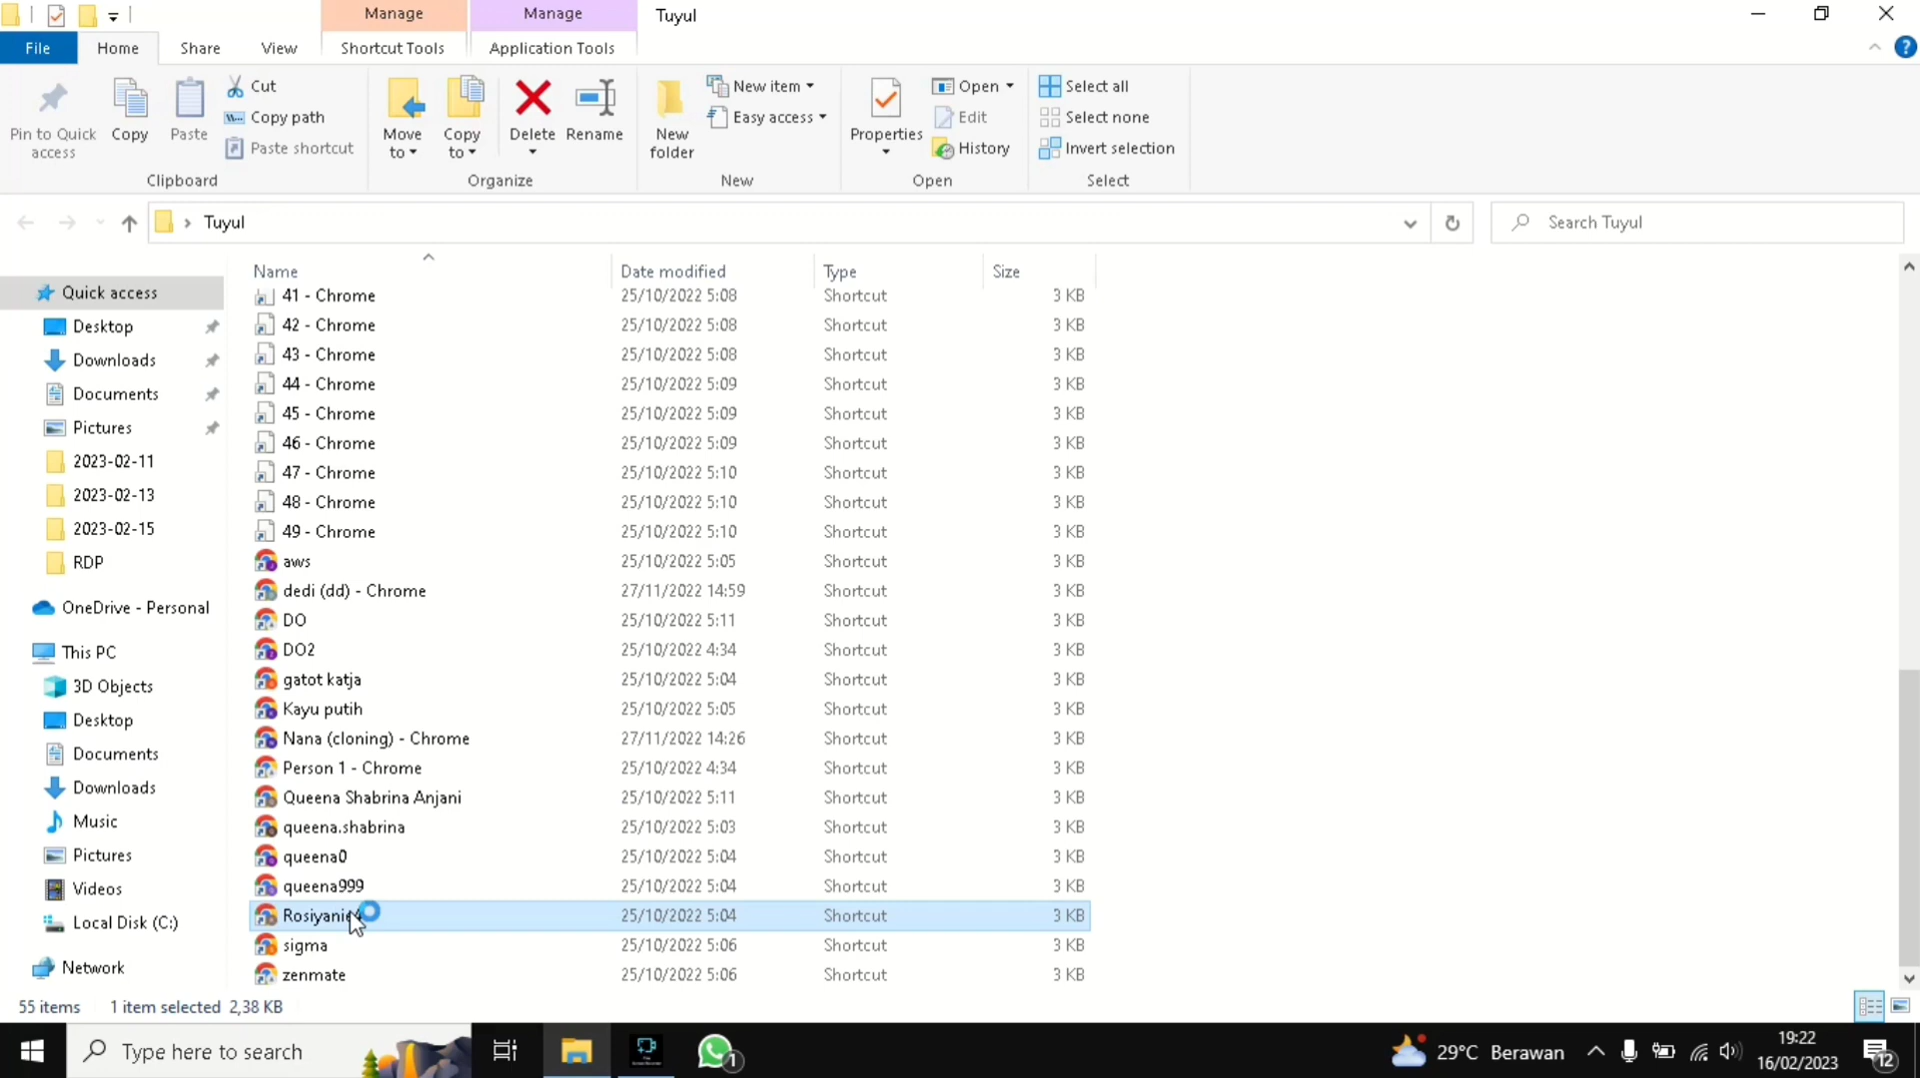 Manage
Manage
Tuyul
File
Home
Share
View
Shortcut Tools
Application Tools
Pin to Quick access
Copy
Paste
Cut
Copy path
Paste shortcut
Clipboard
Move to
Copy to
Delete
Rename
Organize
New folder
New item
Easy access
New
Properties
Open
Edit
History
Open
Select all
Select none
Invert selection
Select
Tuyul
Search Tuyul
Name Date modified Type Size
Quick access
Desktop
Downloads
Documents
Pictures
2023-02-11
2023-02-13
2023-02-15
RDP
OneDrive - Personal
This PC
3D Objects
Desktop
Documents
Downloads
Music
Pictures
Videos
Local Disk (C:)
Network
41 - Chrome 25/10/2022 5:08 Shortcut 3 KB
42 - Chrome 25/10/2022 5:08 Shortcut 3 KB
43 - Chrome 25/10/2022 5:08 Shortcut 3 KB
44 - Chrome 25/10/2022 5:09 Shortcut 3 KB
45 - Chrome 25/10/2022 5:09 Shortcut 3 KB
46 - Chrome 25/10/2022 5:09 Shortcut 3 KB
47 - Chrome 25/10/2022 5:10 Shortcut 3 KB
48 - Chrome 25/10/2022 5:10 Shortcut 3 KB
49 - Chrome 25/10/2022 5:10 Shortcut 3 KB
aws 25/10/2022 5:05 Shortcut 3 KB
dedi (dd) - Chrome 27/11/2022 14:59 Shortcut 3 KB
DO 25/10/2022 5:11 Shortcut 3 KB
DO2 25/10/2022 4:34 Shortcut 3 KB
gatot katja 25/10/2022 5:04 Shortcut 3 KB
Kayu putih 25/10/2022 5:05 Shortcut 3 KB
Nana (cloning) - Chrome 27/11/2022 14:26 Shortcut 3 KB
Person 1 - Chrome 25/10/2022 4:34 Shortcut 3 KB
Queena Shabrina Anjani 25/10/2022 5:11 Shortcut 3 KB
queena.shabrina 25/10/2022 5:03 Shortcut 3 KB
queena0 25/10/2022 5:04 Shortcut 3 KB
queena999 25/10/2022 5:04 Shortcut 3 KB
25/10/2022 5:04 Shortcut 3 KB
sigma 25/10/2022 5:06 Shortcut 3 KB
zenmate 25/10/2022 5:06 Shortcut 3 KB
55 items 1 item selected 2,38 KB
Type here to search
1
29°C Berawan
19:22
16/02/2023
12